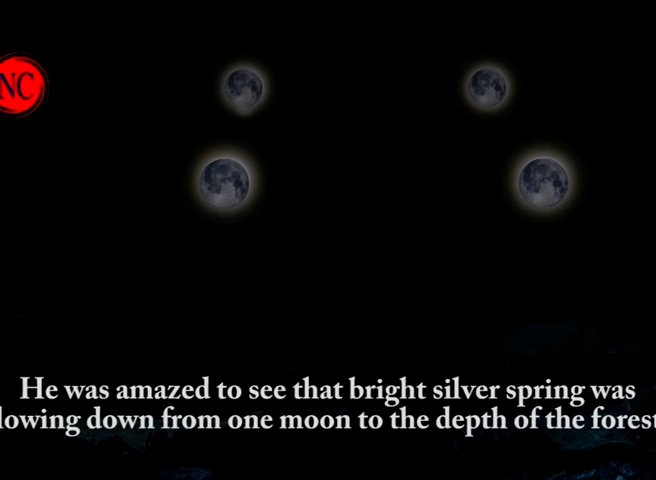 NC
He was amazed to see that bright silver spring was
lowing down from one moon to the depth of the forest